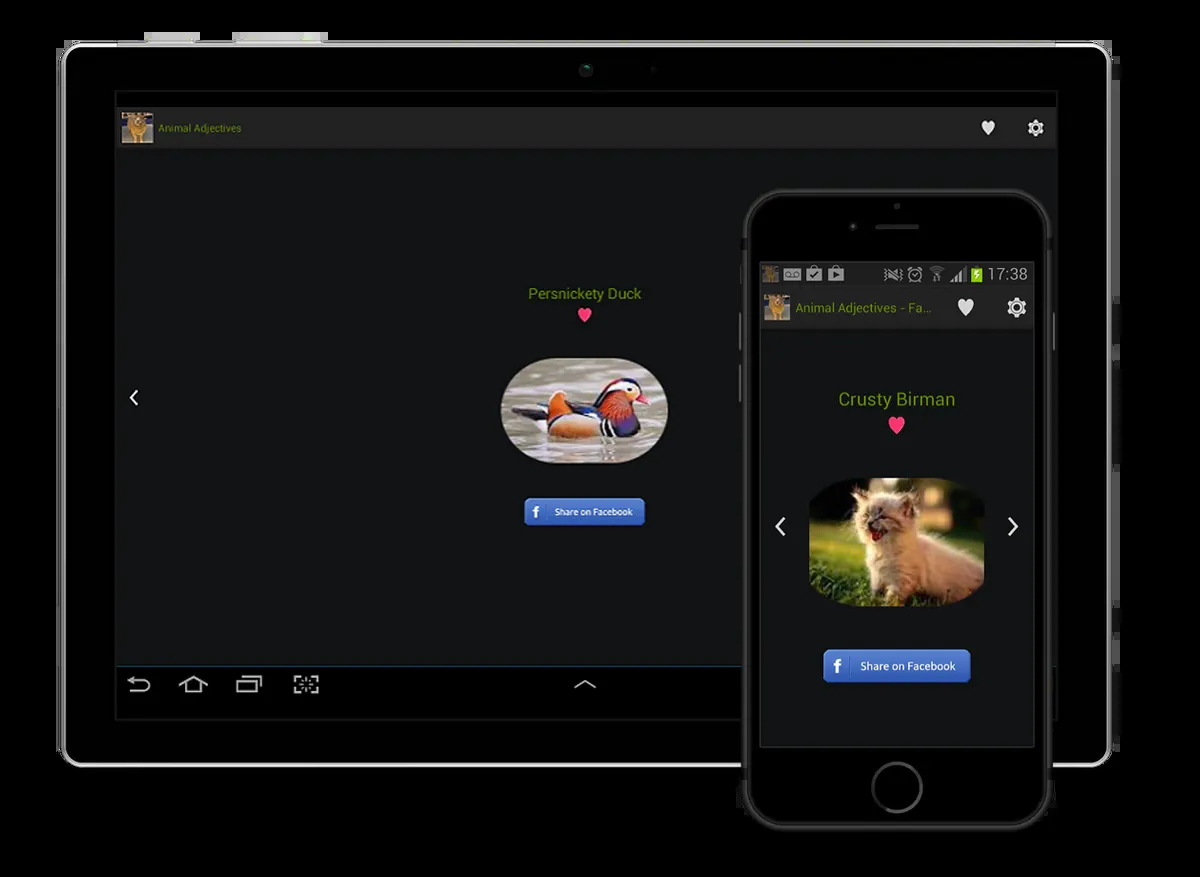 Animal Adjectives
Persnickety Duck
f Share on Facebook
17:38
Animal Adjectives - Fa...
Crusty Birman
f Share on Facebook